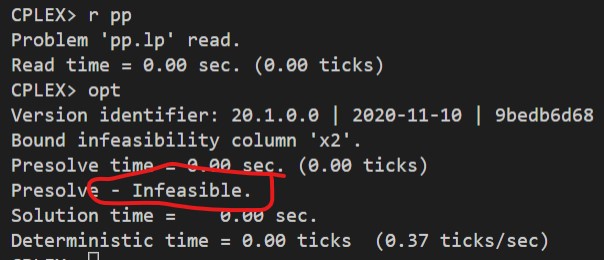 CPLEX> r pp
Problem 'pp.lp' read.
Read time = 0.00 sec. (0.00 ticks)
CPLEX> opt
Version identifier: 20.1.0.0 | 2020-11-10 | 9bedb6d68
Bound infeasibility column 'x2'.
Presolve time = 0.00 sec. (0.00 ticks)
Presolve - Infeasible.
Solution time =    0.00 sec.
Deterministic time = 0.00 ticks  (0.37 ticks/sec)
CPLEX>